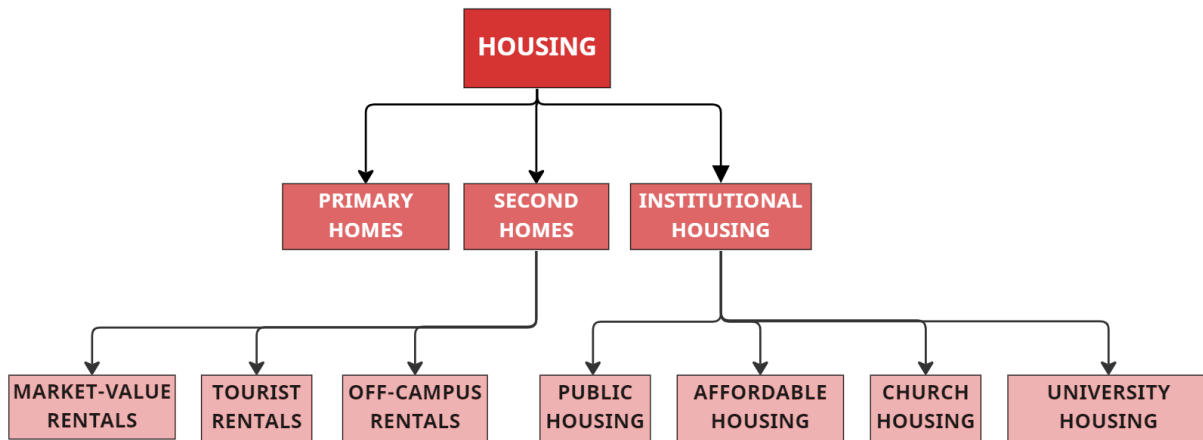 HOUSING
PRIMARY
HOMES
SECOND
HOMES
INSTITUTIONAL
HOUSING
MARKET-VALUE
RENTALS
TOURIST
RENTALS
OFF-CAMPUS
RENTALS
PUBLIC
HOUSING
AFFORDABLE
HOUSING
CHURCH
HOUSING
UNIVERSITY
HOUSING